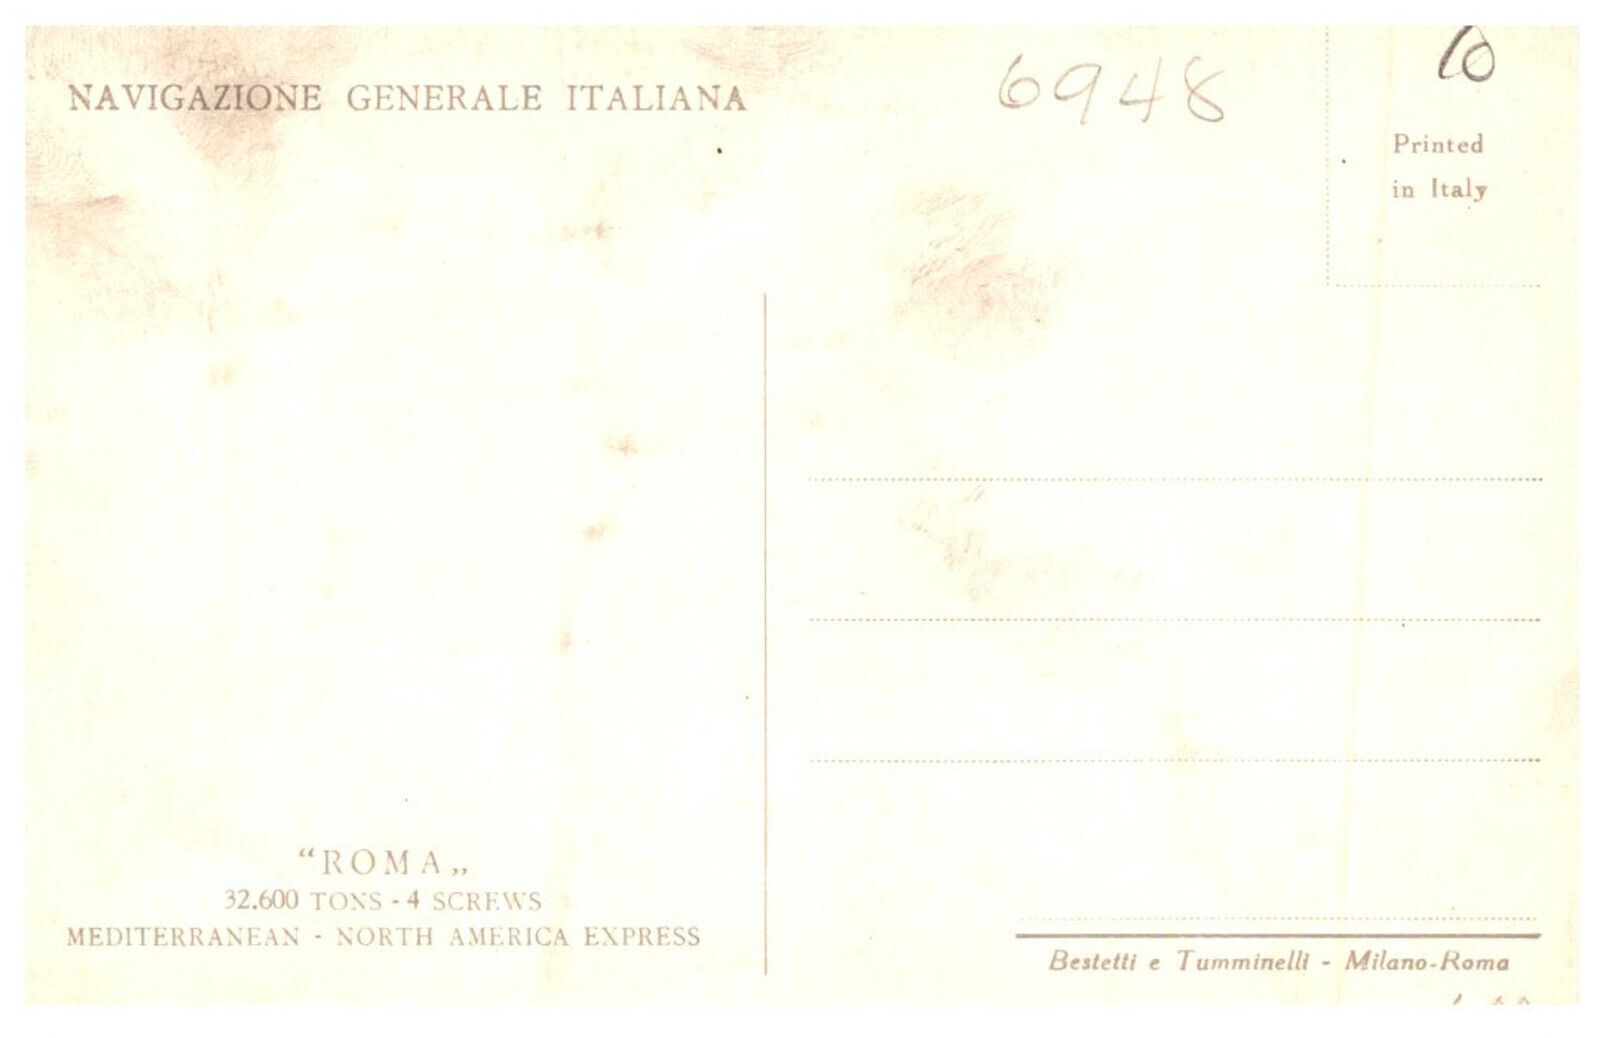 NAVIGAZIONE GENERALE ITALIANA
6948
Printed
in Italy
“ROMA„
32.600 TONS - 4 SCREWS
MEDITERRANEAN - NORTH AMERICA EXPRESS
Bestetti e Tumminelli - Milano-Roma